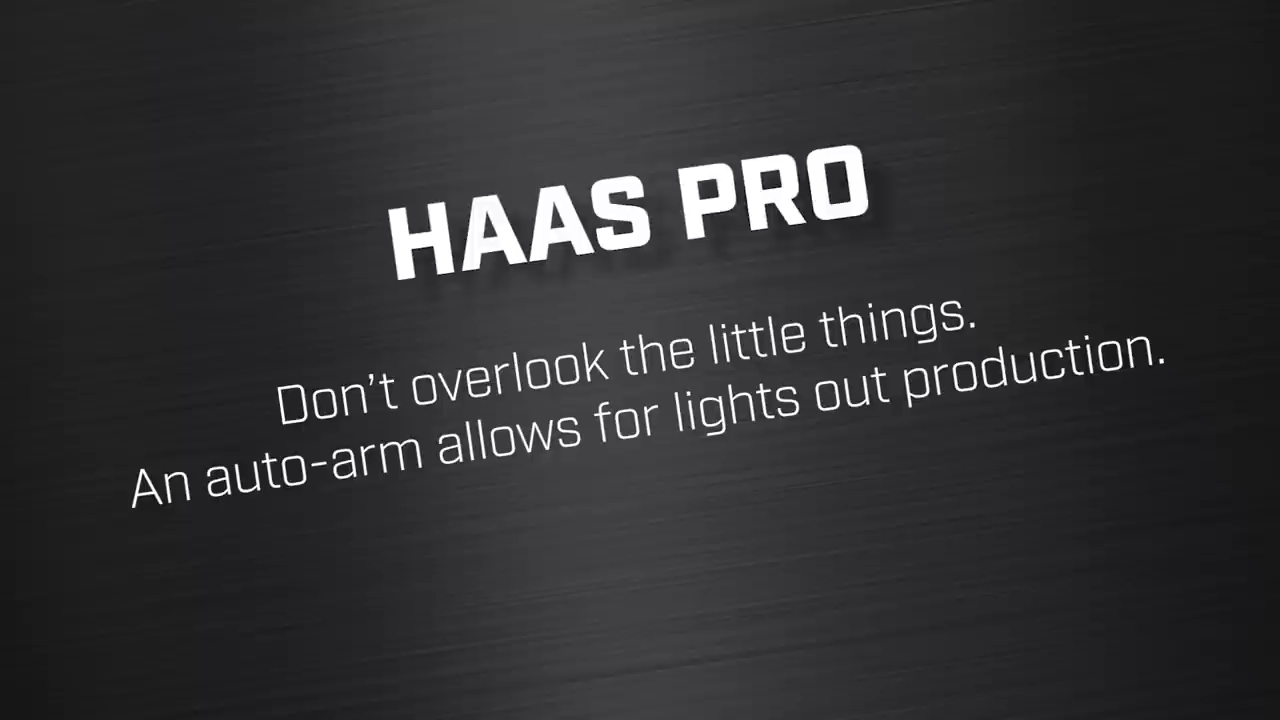 HAAS PRO
Don’t overlook the little things.
An auto-arm allows for lights out production.